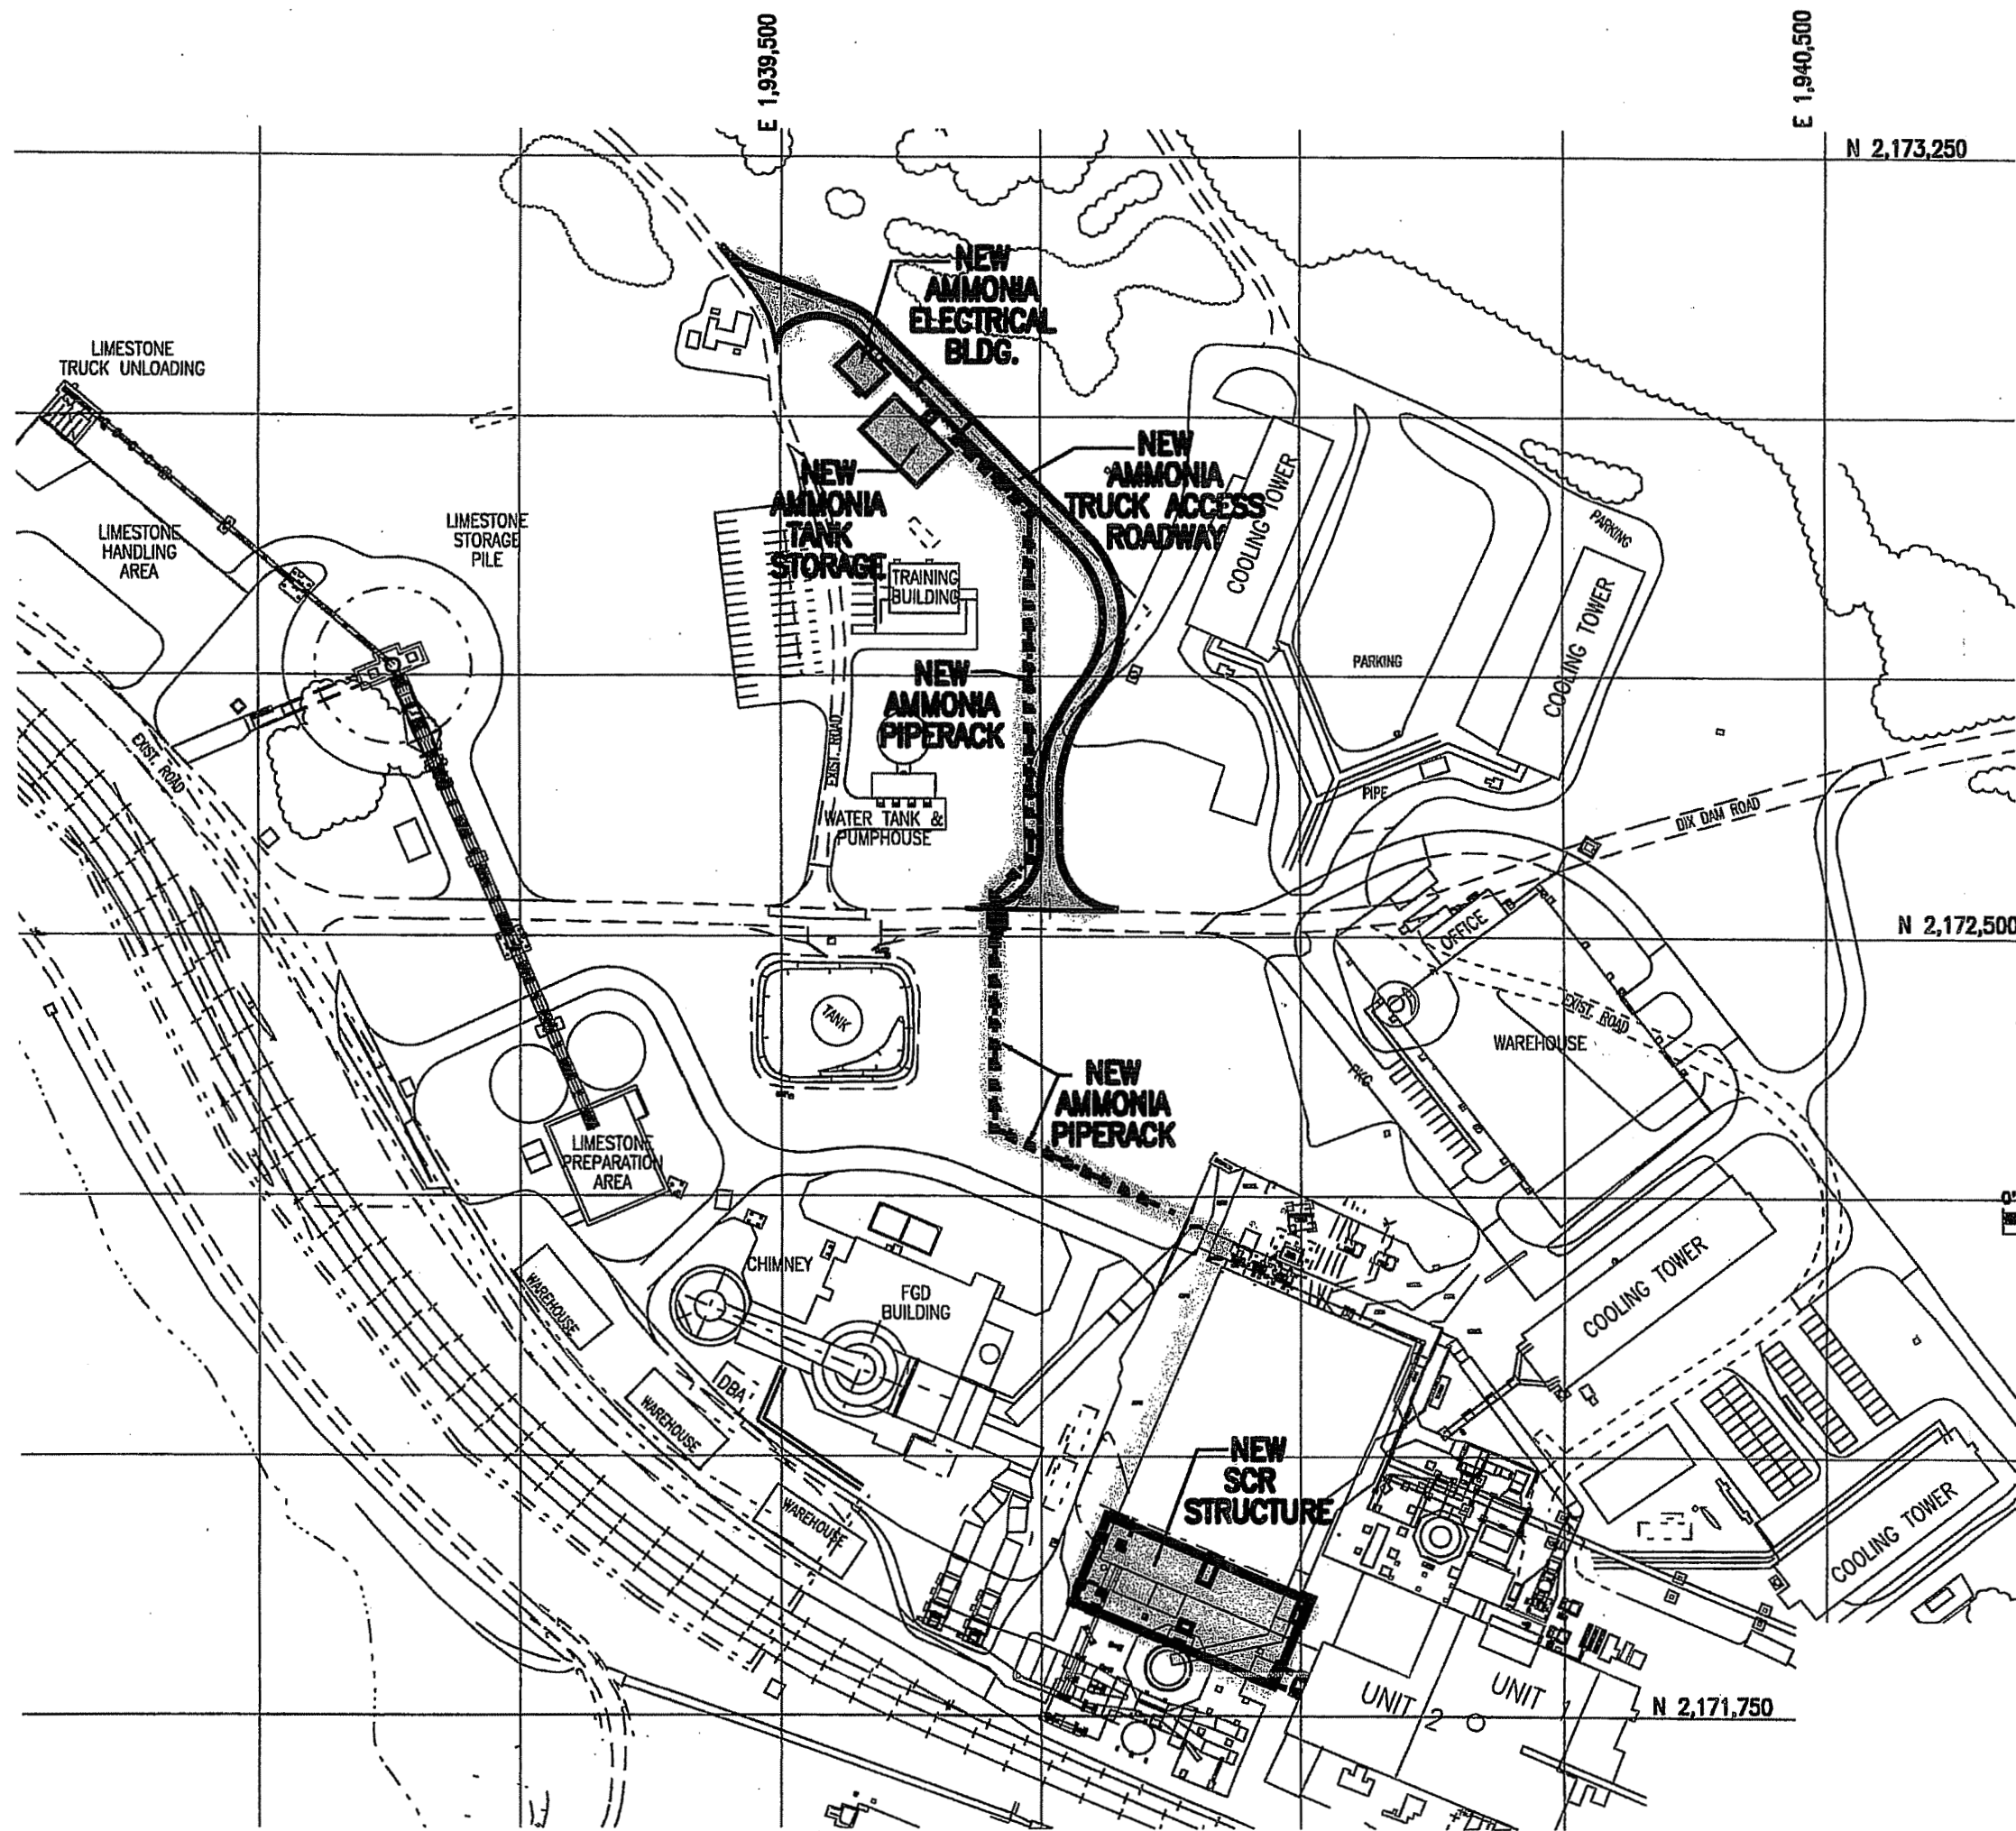 E 1,939,500
E 1,940,500
N 2,173,250
NEW
AMMONIA
ELECTRICAL
BLDG.
LIMESTONE
TRUCK UNLOADING
NEW
AMMONIA
TRUCK ACCESS
ROADWAY
NEW
AMMONIA
TANK
STORAGE
COOLING TOWER
PARKING
LIMESTONE
HANDLING
AREA
LIMESTONE
STORAGE
PILE
TRAINING
BUILDING
COOLING TOWER
PARKING
NEW
AMMONIA
PIPERACK
EXIST. ROAD
EXIST. ROAD
PIPE
WATER TANK &
PUMPHOUSE
DIX DAM ROAD
N 2,172,500
OFFICE
TANK
EXIST. ROAD
WAREHOUSE
PKG
NEW
AMMONIA
PIPERACK
LIMESTONE
PREPARATION
AREA
CHIMNEY
FGD
BUILDING
WAREHOUSE
COOLING TOWER
DBA
WAREHOUSE
NEW
SCR
STRUCTURE
WAREHOUSE
COOLING TOWER
UNIT 2
UNIT 1
N 2,171,750